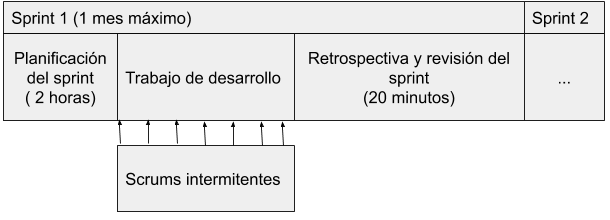 Sprint 1 (1 mes máximo)
Sprint 2
Planificación
del sprint
( 2 horas)
Trabajo de desarrollo
Retrospectiva y revisión del
sprint
(20 minutos)
...
Scrums intermitentes